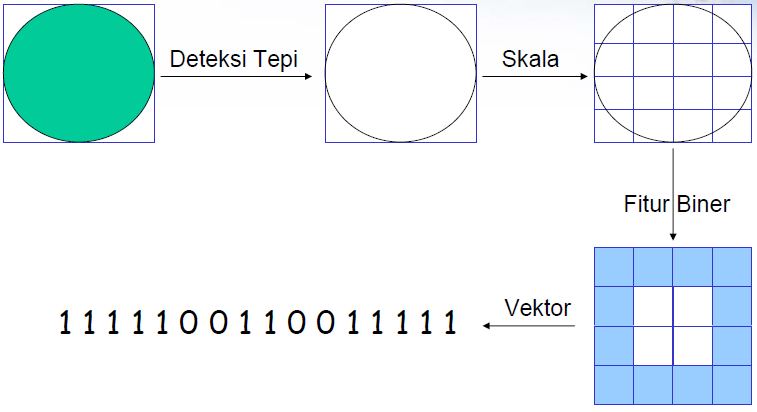 Deteksi Tepi
Skala
Fitur Biner
Vektor
1 1 1 1 1 0 0 1 1 0 0 1 1 1 1 1